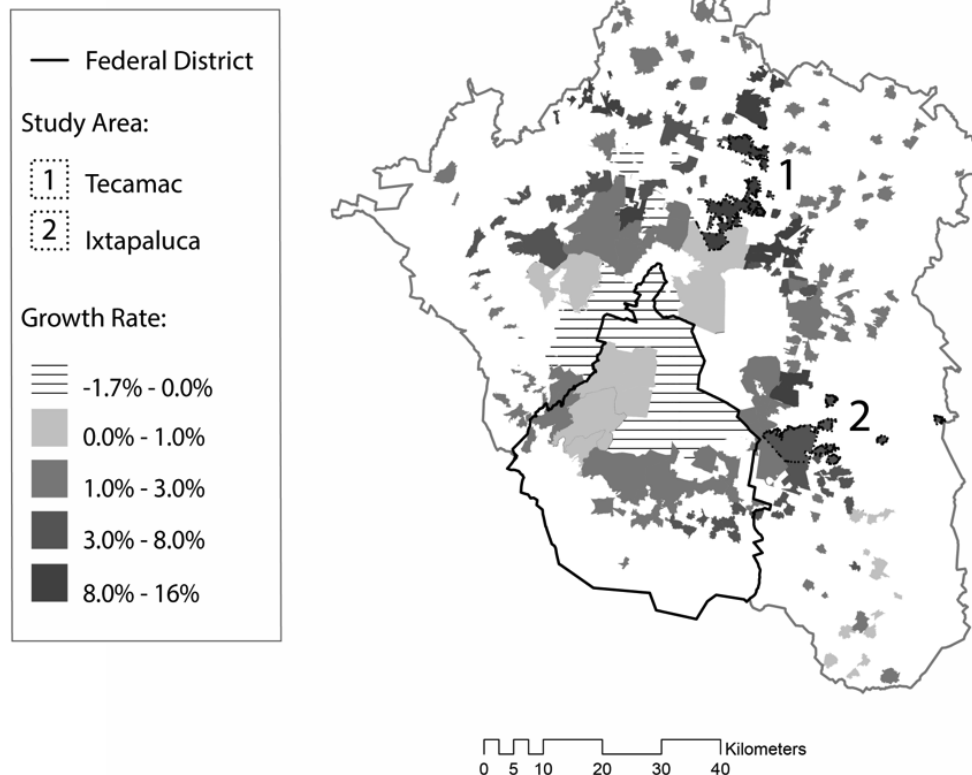 Federal District
Study Area:
1 Tecamac
2 Ixtapaluca
Growth Rate:
-1.7% - 0.0%
0.0% - 1.0%
1.0% - 3.0%
3.0% - 8.0%
8.0% - 16%
1
2
Kilometers
0 5 10 20 30 40